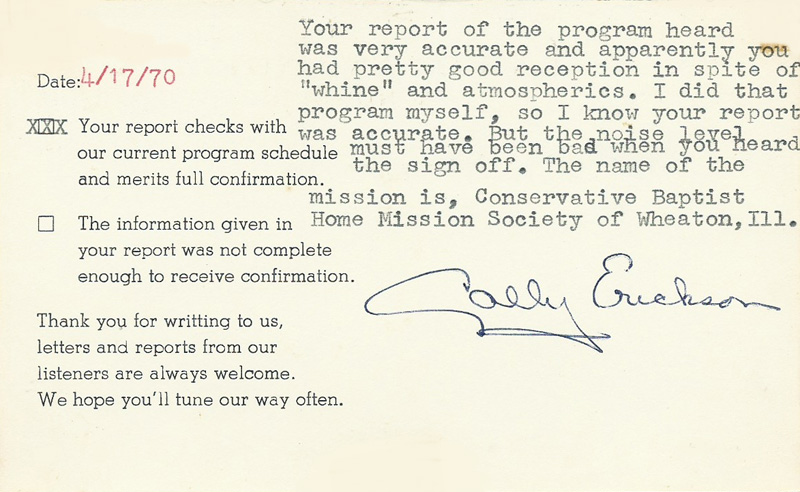 Your report of the program heard
was very accurate and apparently you
had pretty good reception in spite of
"whine" and atmospherics. I did that
program myself, so I know your report
was accurate. But the noise level
must have been bad when you heard
the sign off. The name of the
mission is, Conservative Baptist
Home Mission Society of Wheaton,Ill.
Date:4/17/70
XXX Your report checks with
our current program schedule
and merits full confirmation.
☐ The information given in
your report was not complete
enough to receive confirmation.
Thank you for writting to us,
letters and reports from our
listeners are always welcome.
We hope you'll tune our way often.
Sally Erickson